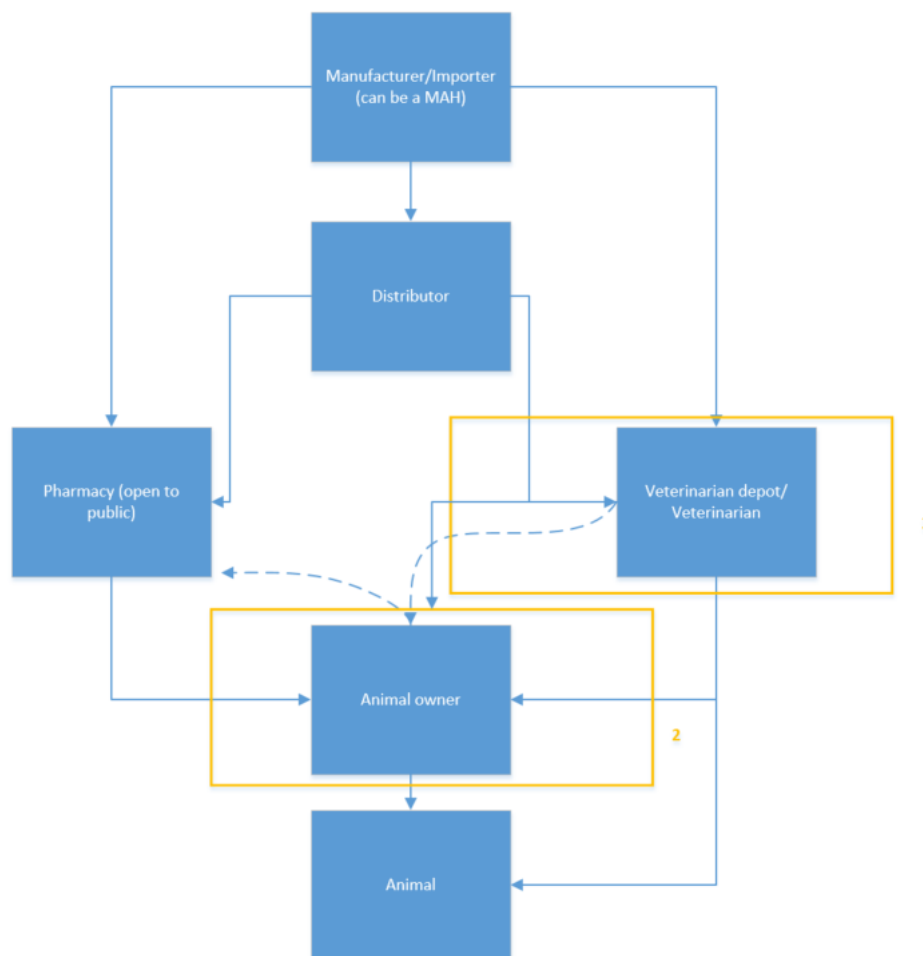 Manufacturer/Importer
(can be a MAH)
Distributor
Pharmacy (open to
public)
Veterinarian depot/
Veterinarian
Animal owner
2
Animal